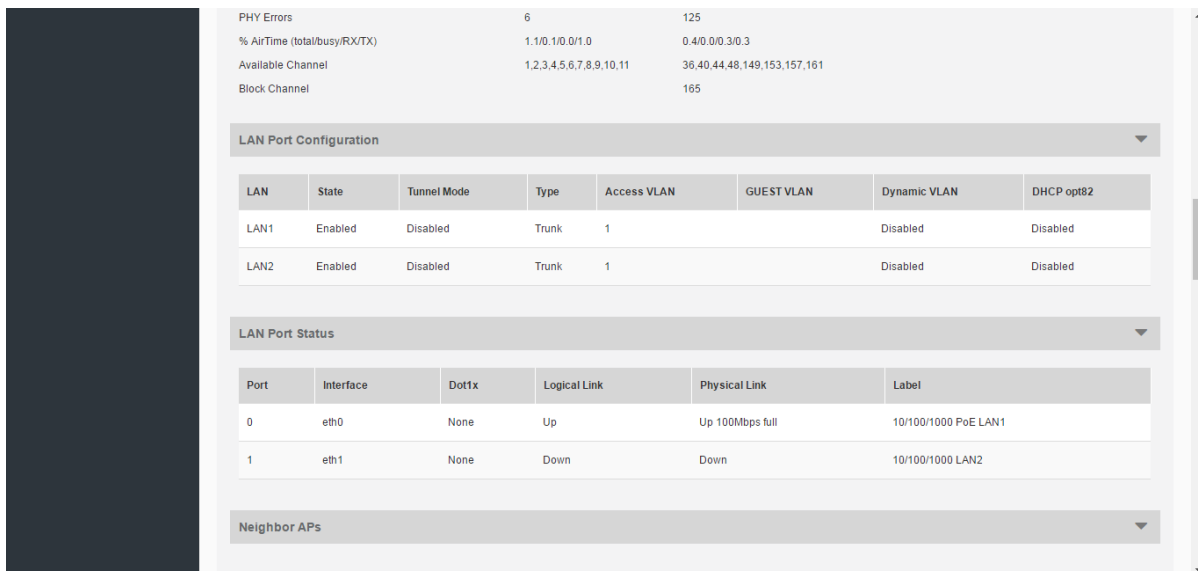 PHY Errors 6 125
% AirTime (total/busy/RX/TX) 1.1/0.1/0.0/1.0 0.4/0.0/0.3/0.3
Available Channel 1,2,3,4,5,6,7,8,9,10,11 36,40,44,48,149,153,157,161
Block Channel 165
LAN Port Configuration
LAN State Tunnel Mode Type Access VLAN GUEST VLAN Dynamic VLAN DHCP opt82
LAN1 Enabled Disabled Trunk 1 Disabled Disabled
LAN2 Enabled Disabled Trunk 1 Disabled Disabled
LAN Port Status
Port Interface Dot1x Logical Link Physical Link Label
0 eth0 None Up Up 100Mbps full 10/100/1000 PoE LAN1
1 eth1 None Down Down 10/100/1000 LAN2
Neighbor APs